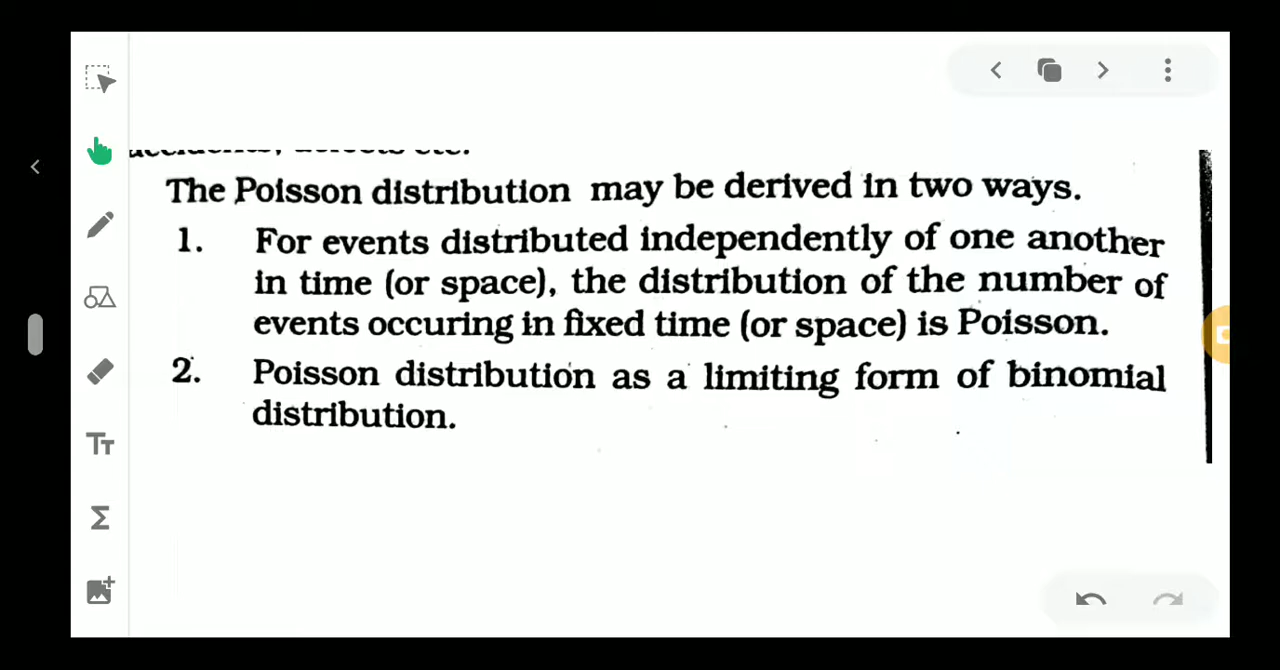 The Poisson distribution may be derived in two ways.
1. For events distributed independently of one another
in time (or space), the distribution of the number of
events occuring in fixed time (or space) is Poisson.
2. Poisson distribution as a limiting form of binomial
distribution.
TT
Σ